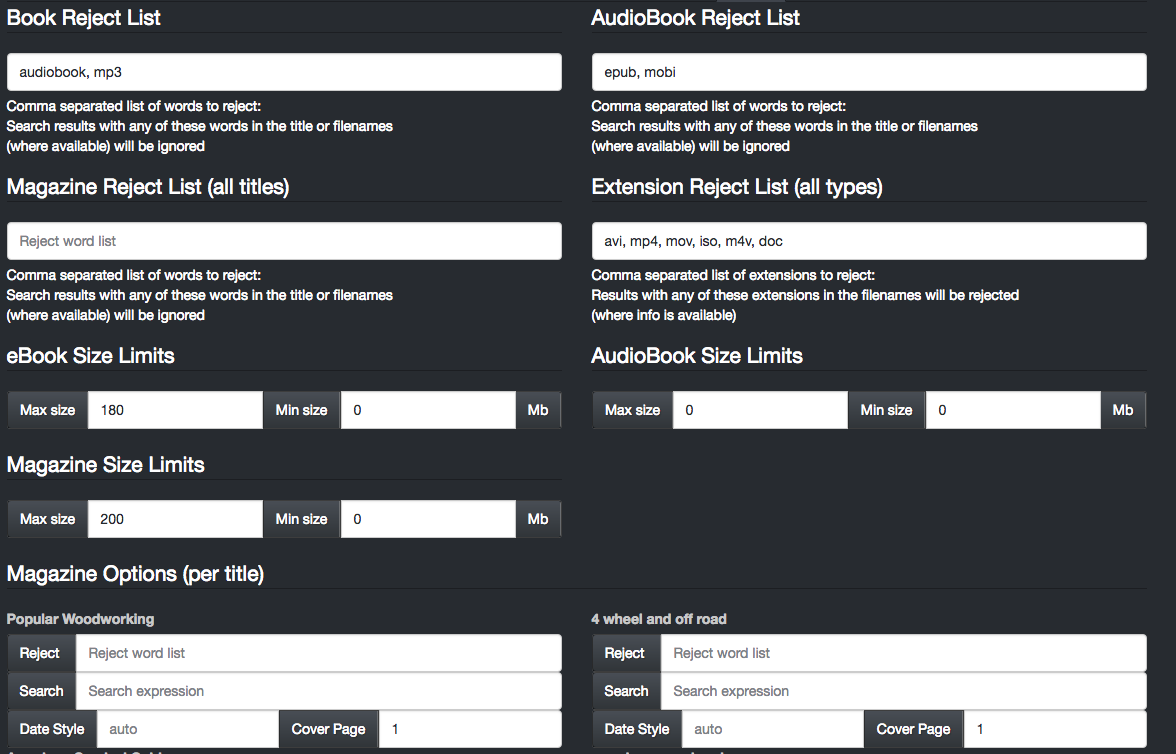 Book Reject List
audiobook, mp3
Comma separated list of words to reject:
Search results with any of these words in the title or filenames
(where available) will be ignored
AudioBook Reject List
epub, mobi
Comma separated list of words to reject:
Search results with any of these words in the title or filenames
(where available) will be ignored
Magazine Reject List (all titles)
Reject word list
Comma separated list of words to reject:
Search results with any of these words in the title or filenames
(where available) will be ignored
Extension Reject List (all types)
avi, mp4, mov, iso, m4v, doc
Comma separated list of extensions to reject:
Results with any of these extensions in the filenames will be rejected
(where info is available)
eBook Size Limits
Max size 180 Min size 0 Mb
AudioBook Size Limits
Max size 0 Min size 0 Mb
Magazine Size Limits
Max size 200 Min size 0 Mb
Magazine Options (per title)
Popular Woodworking
Reject Reject word list
Search Search expression
Date Style auto Cover Page 1
4 wheel and off road
Reject Reject word list
Search Search expression
Date Style auto Cover Page 1